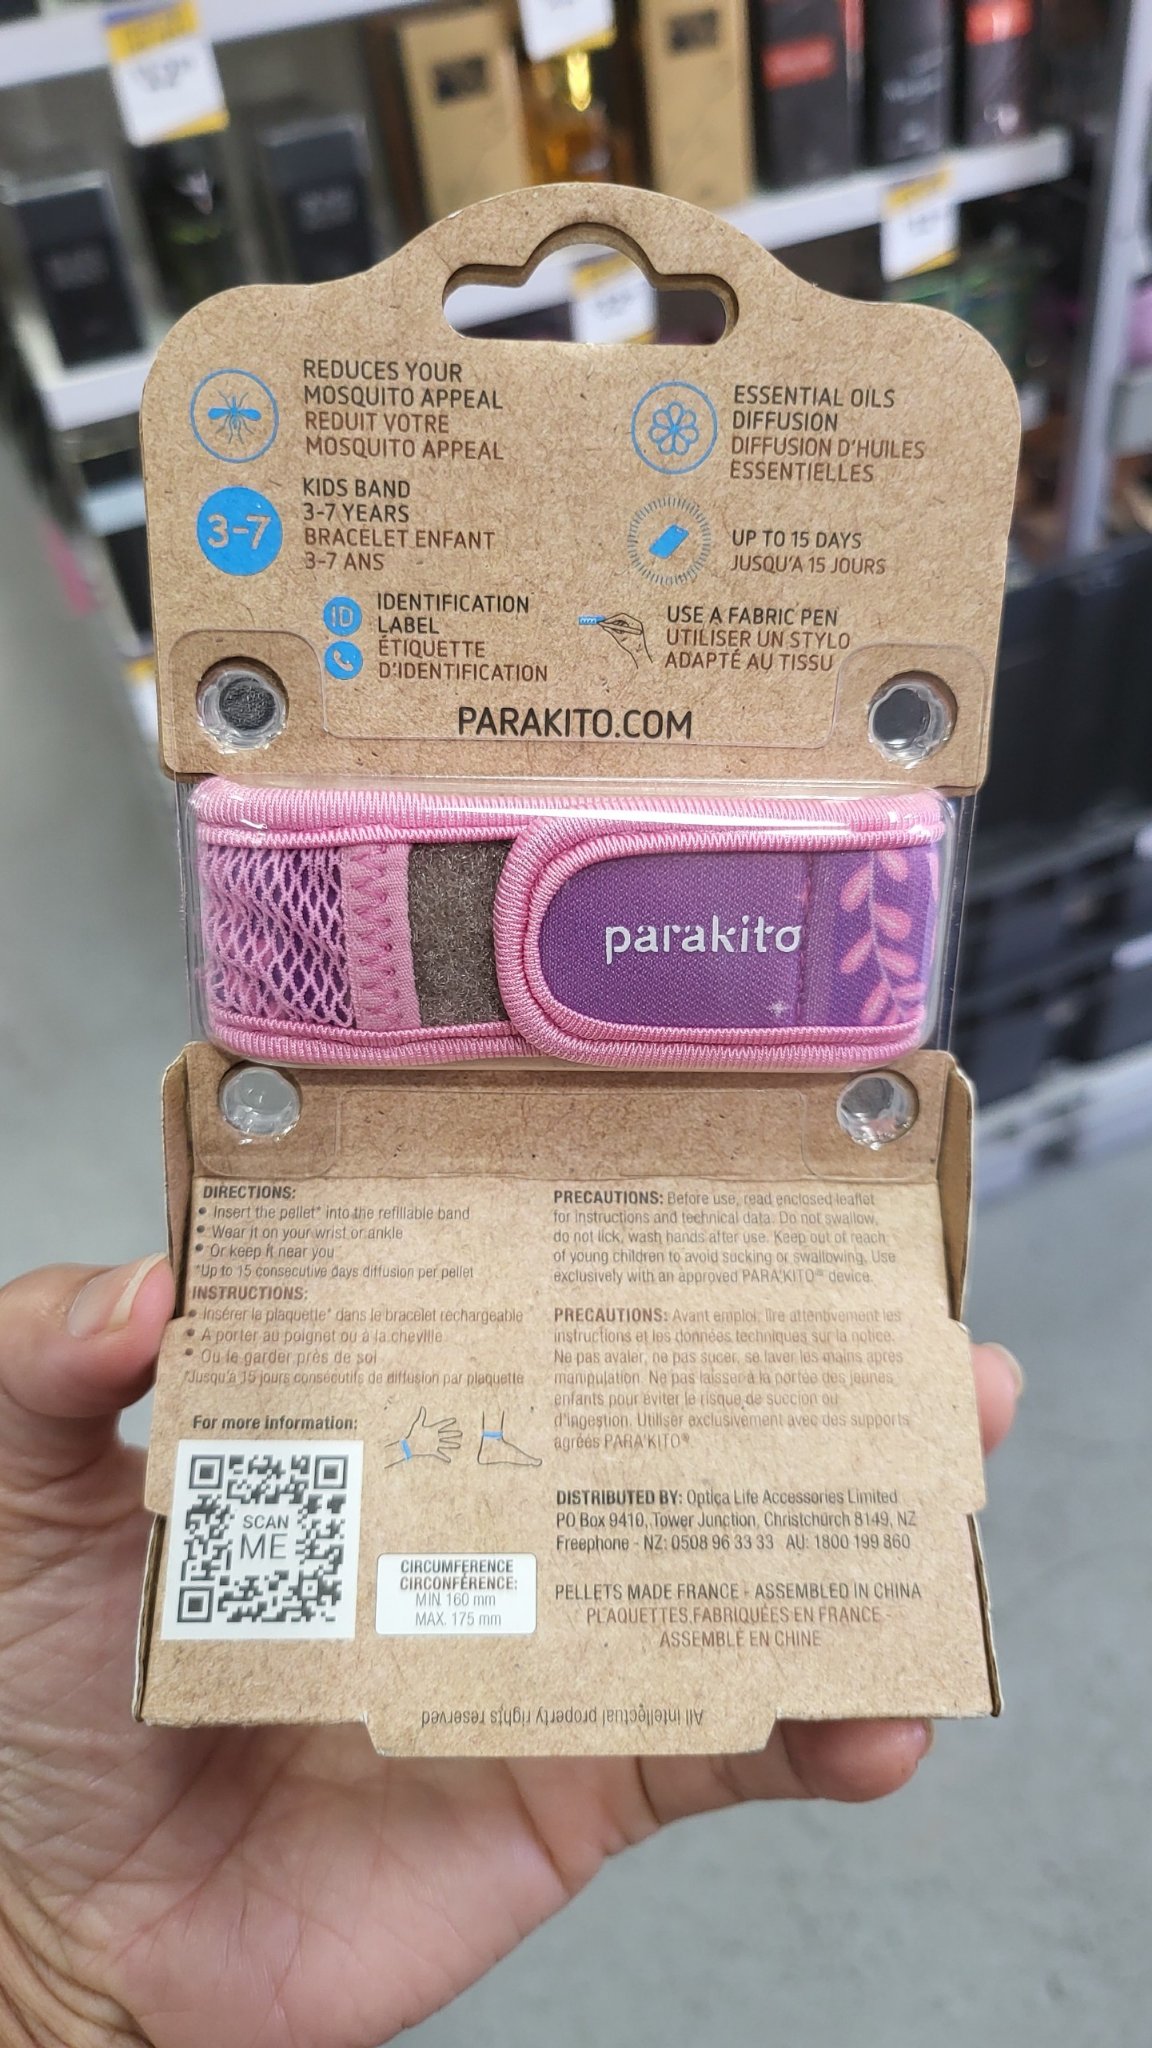 REDUCES YOUR
MOSQUITO APPEAL
REDUIT VOTRE
MOSQUITO APPEAL
ESSENTIAL OILS
DIFFUSION
DIFFUSION D'HUILES
ESSENTIELLES
3-7
KIDS BAND
3-7 YEARS
BRACELET ENFANT
3-7 ANS
UP TO 15 DAYS
JUSQU'A 15 JOURS
ID
IDENTIFICATION
LABEL
ÉTIQUETTE
D'IDENTIFICATION
USE A FABRIC PEN
UTILISER UN STYLO
ADAPTÉ AU TISSU
PARAKITO.COM
parakito
DIRECTIONS:
• Insert the pellet* into the refillable band
• Wear it on your wrist or ankle
• Or keep it near you
*Up to 15 consecutive days diffusion per pellet
INSTRUCTIONS:
• Insérer la plaquette* dans le bracelet rechargeable
• A porter au poignet ou à la cheville
• Ou le garder près de soi
*Jusqu'à 15 jours consécutifs de diffusion par plaquette
For more information:
SCAN
ME
CIRCUMFERENCE
CIRCONFÉRENCE:
MIN. 160 mm
MAX. 175 mm
PRECAUTIONS: Before use, read enclosed leaflet
for instructions and technical data. Do not swallow,
do not lick, wash hands after use. Keep out of reach
of young children to avoid sucking or swallowing. Use
exclusively with an approved PARA'KITO® device.
PRECAUTIONS: Avant emploi, lire attentivement les
instructions et les données techniques sur la notice.
Ne pas avaler, ne pas sucer, se laver les mains après
manipulation. Ne pas laisser à la portée des jeunes
enfants pour éviter le risque de succion ou
d'ingestion. Utiliser exclusivement avec des supports
agréés PARA'KITO®
DISTRIBUTED BY: Optica Life Accessories Limited
PO Box 9410, Tower Junction, Christchurch 8149, NZ
Freephone - NZ: 0508 96 33 33 AU: 1800 199 860
PELLETS MADE FRANCE - ASSEMBLED IN CHINA
PLAQUETTES FABRIQUÉES EN FRANCE -
ASSEMBLÉ EN CHINE
All intellectual property rights reserved